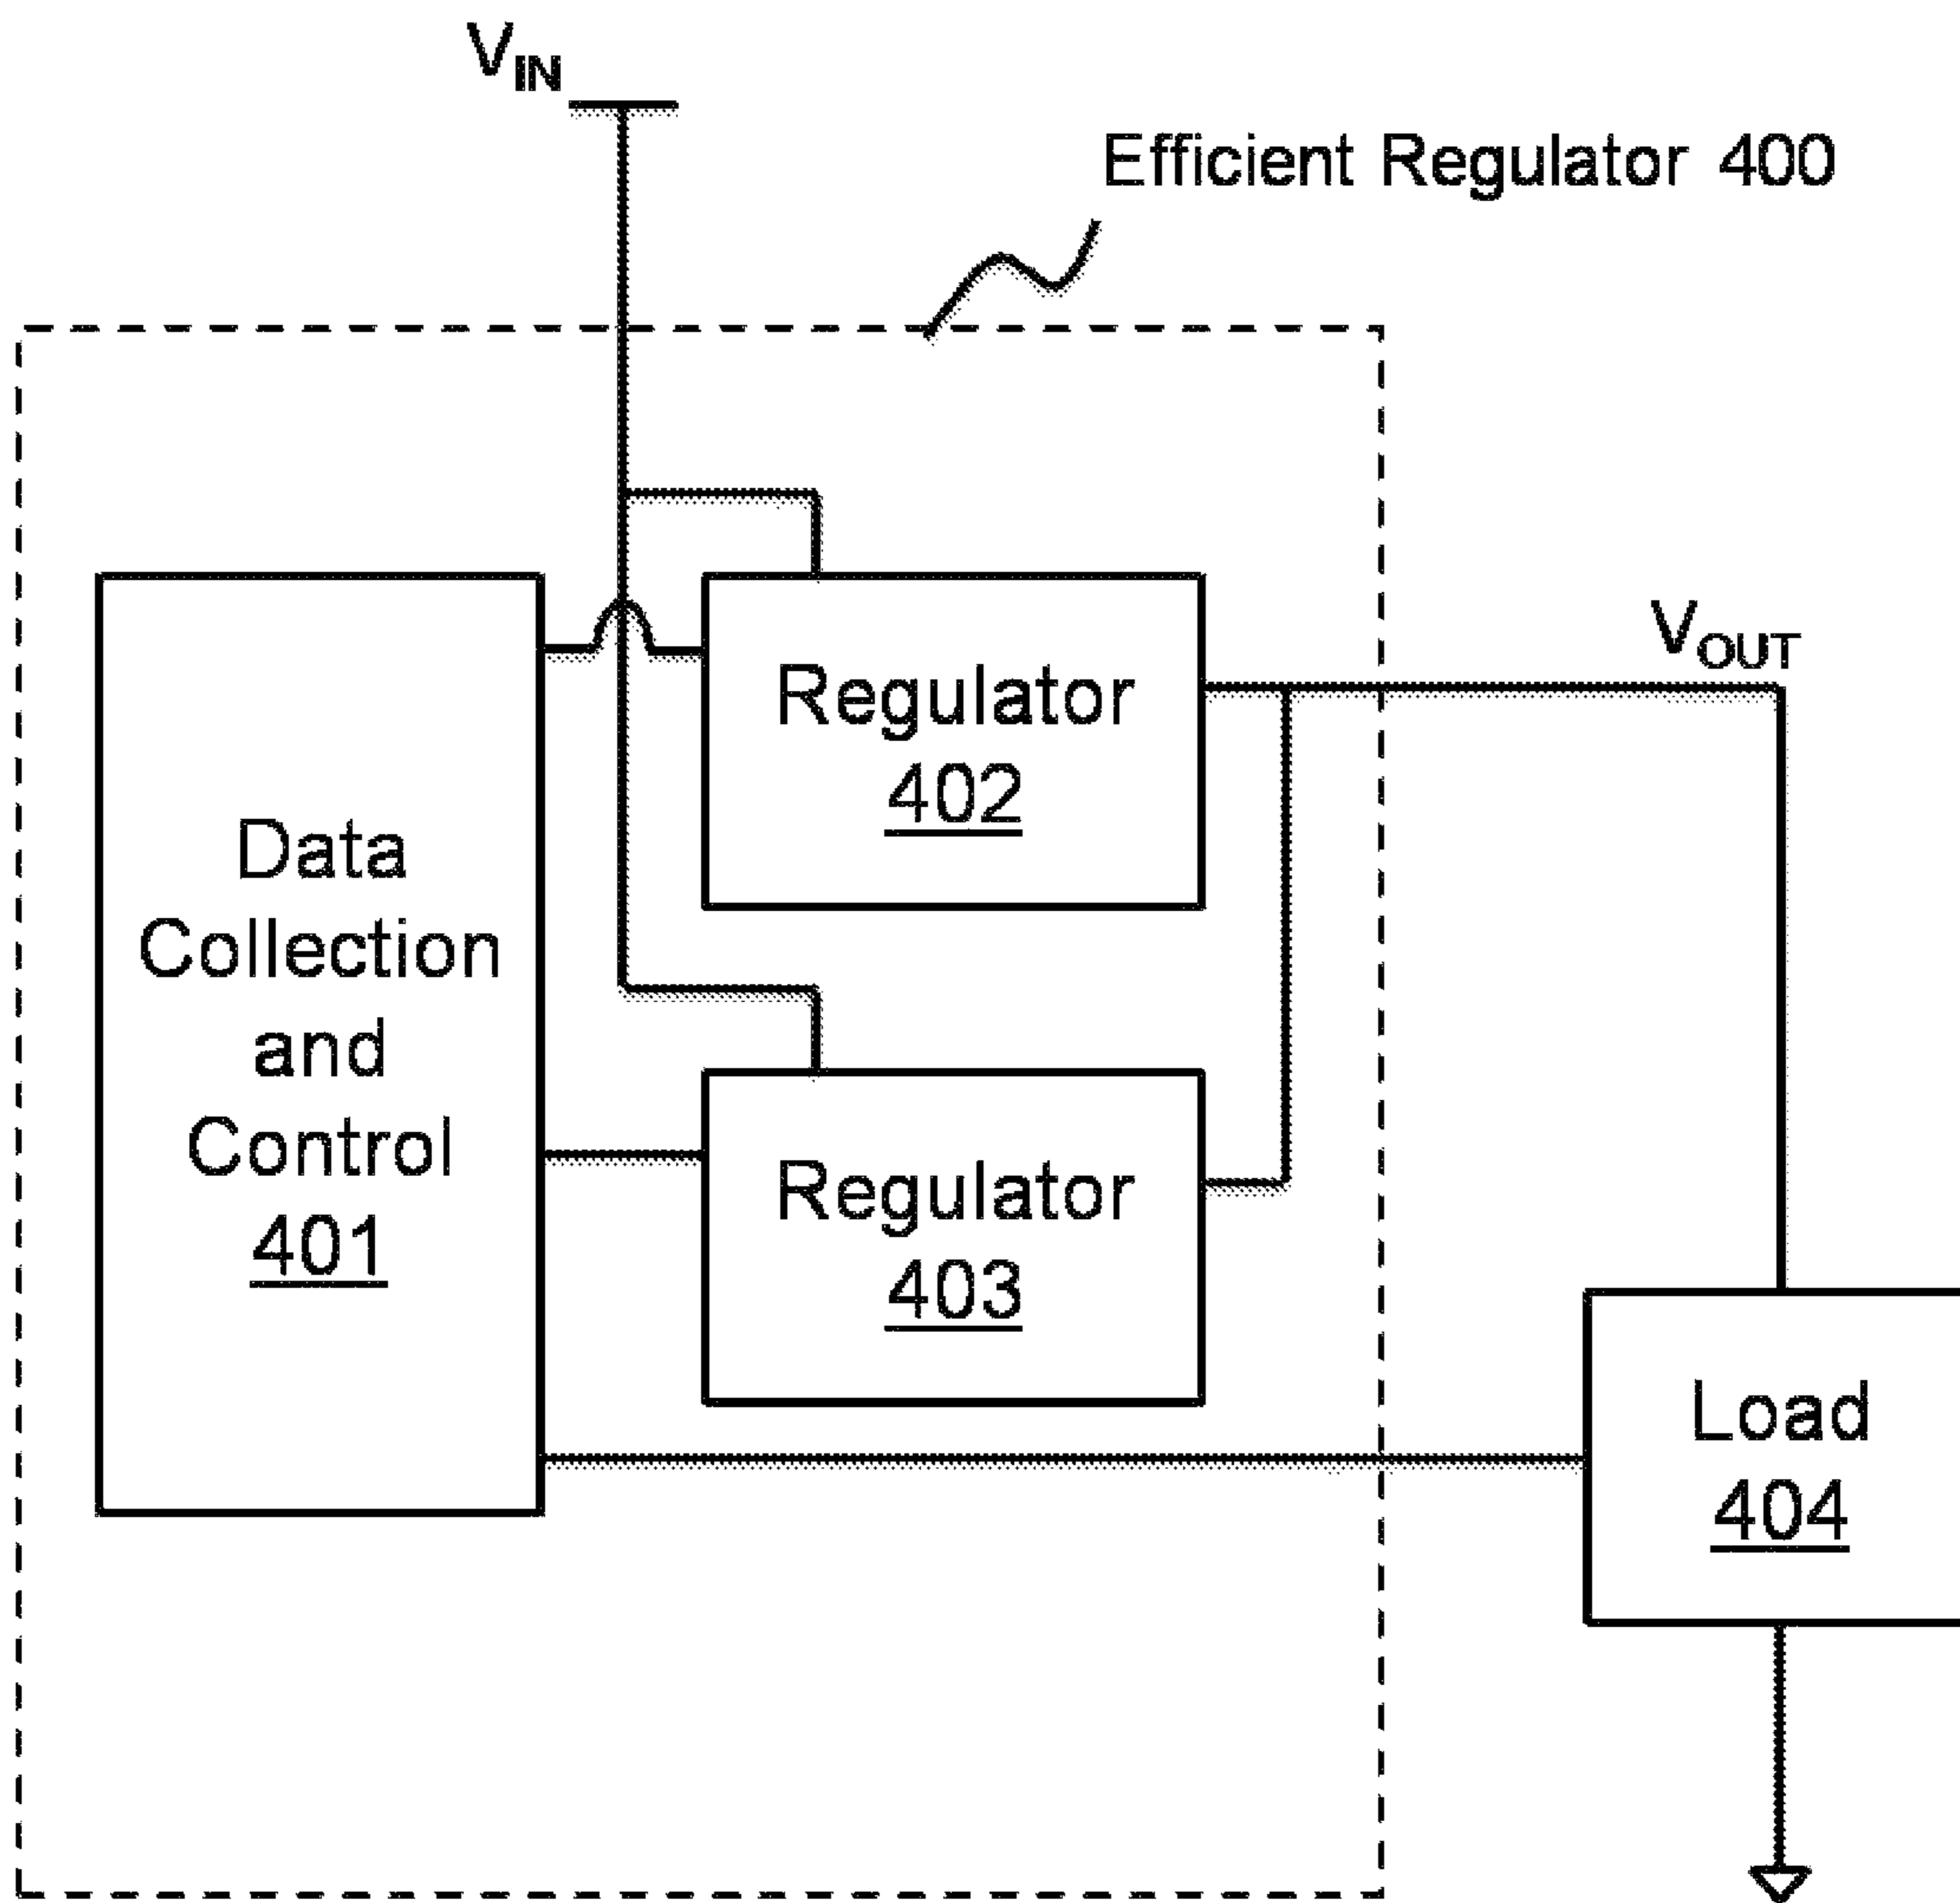 V_IN
Efficient Regulator 400
V_OUT
Regulator
402
Data
Collection
and
Control
401
Regulator
403
Load
404